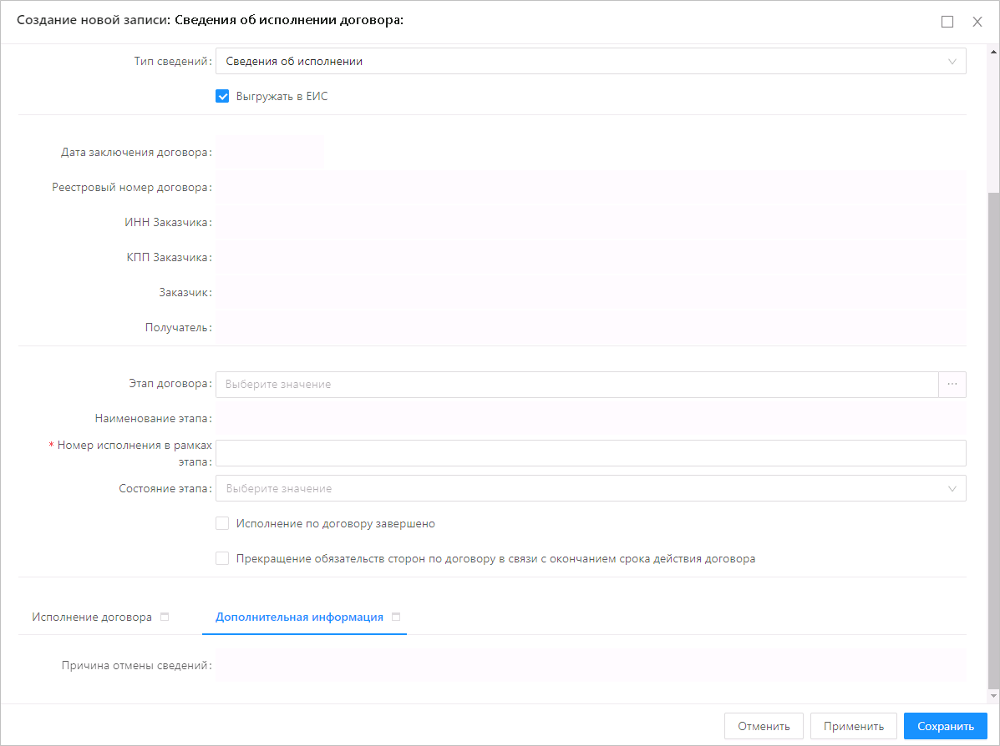 Создание новой записи: Сведения об исполнении договора:
Тип сведений: Сведения об исполнении
Выгружать в ЕИС
Дата заключения договора:
Реестровый номер договора:
ИНН Заказчика:
КПП Заказчика:
Заказчик:
Получатель:
Этап договора: Выберите значение ...
Наименование этапа:
* Номер исполнения в рамках
этапа:
Состояние этапа: Выберите значение
Исполнение по договору завершено
Прекращение обязательств сторон по договору в связи с окончанием срока действия договора
Исполнение договора Дополнительная информация
Причина отмены сведений:
Отменить Применить Сохранить